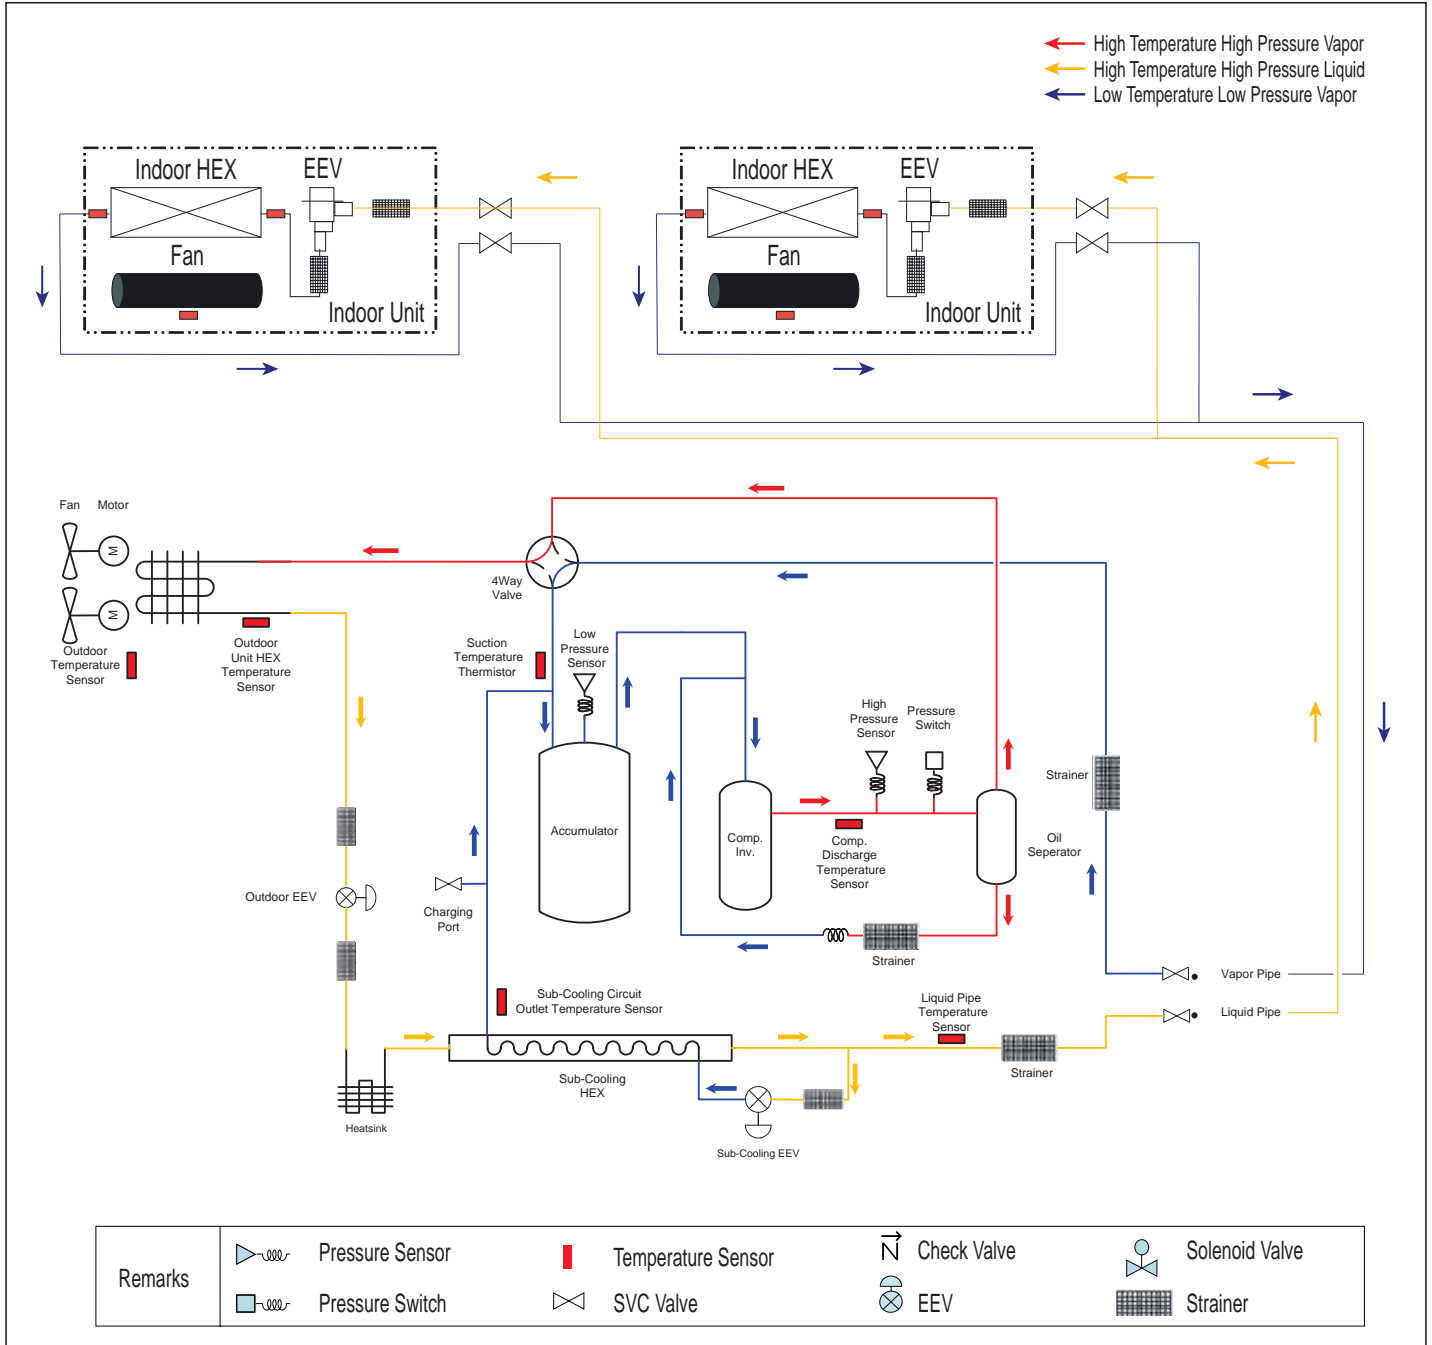 High Temperature High Pressure Vapor
High Temperature High Pressure Liquid
Low Temperature Low Pressure Vapor
Indoor HEX
EEV
Fan
Indoor Unit
Indoor HEX
EEV
Fan
Indoor Unit
Fan
Motor
M
M
Outdoor
Temperature
Sensor
Outdoor
Unit HEX
Temperature
Sensor
4Way
Valve
Suction
Temperature
Thermistor
Low
Pressure
Sensor
High
Pressure
Sensor
Pressure
Switch
Strainer
Accumulator
Comp.
Inv.
Comp.
Discharge
Temperature
Sensor
Oil
Seperator
Outdoor EEV
Charging
Port
Strainer
Vapor Pipe
Liquid Pipe
Sub-Cooling Circuit
Outlet Temperature Sensor
Liquid Pipe
Temperature
Sensor
Strainer
Sub-Cooling
HEX
Heatsink
Sub-Cooling EEV
Remarks
Pressure Sensor
Temperature Sensor
N
Check Valve
Solenoid Valve
Pressure Switch
SVC Valve
EEV
Strainer